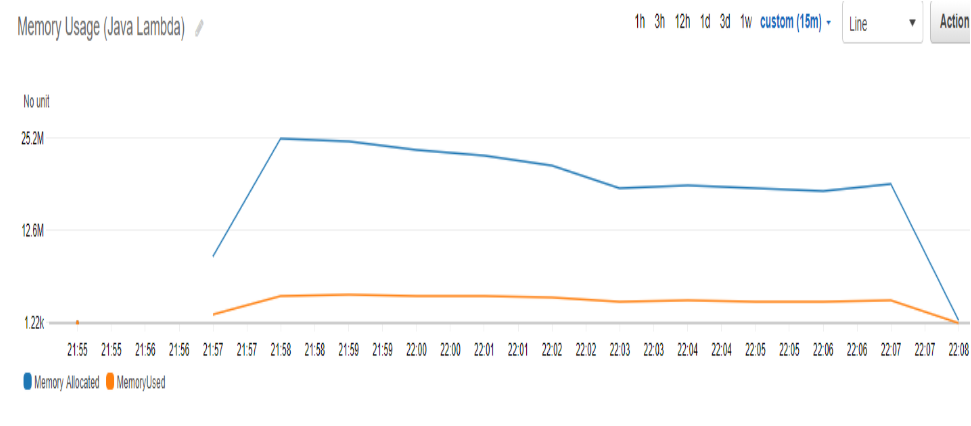 Memory Usage (Java Lambda)
1h 3h 12h 1d 3d 1w custom (15m)
Line
Action
No unit
25.2M
12.6M
1.22k
21:55 21:55 21:56 21:56 21:57 21:57 21:58 21:58 21:59 21:59 22:00 22:00 22:01 22:01 22:02 22:02 22:03 22:03 22:04 22:04 22:05 22:05 22:06 22:06 22:07 22:07 22:08
Memory Allocated MemoryUsed